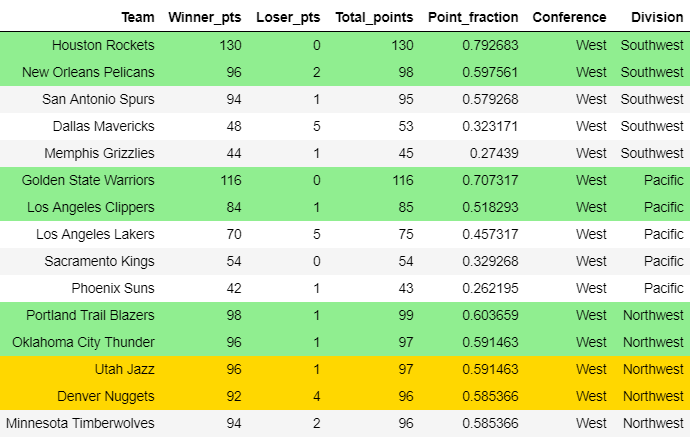 Team Winner_pts Loser_pts Total_points Point_fraction Conference Division
Houston Rockets 130 0 130 0.792683 West Southwest
New Orleans Pelicans 96 2 98 0.597561 West Southwest
San Antonio Spurs 94 1 95 0.579268 West Southwest
Dallas Mavericks 48 5 53 0.323171 West Southwest
Memphis Grizzlies 44 1 45 0.27439 West Southwest
Golden State Warriors 116 0 116 0.707317 West Pacific
Los Angeles Clippers 84 1 85 0.518293 West Pacific
Los Angeles Lakers 70 5 75 0.457317 West Pacific
Sacramento Kings 54 0 54 0.329268 West Pacific
Phoenix Suns 42 1 43 0.262195 West Pacific
Portland Trail Blazers 98 1 99 0.603659 West Northwest
Oklahoma City Thunder 96 1 97 0.591463 West Northwest
Utah Jazz 96 1 97 0.591463 West Northwest
Denver Nuggets 92 4 96 0.585366 West Northwest
Minnesota Timberwolves 94 2 96 0.585366 West Northwest